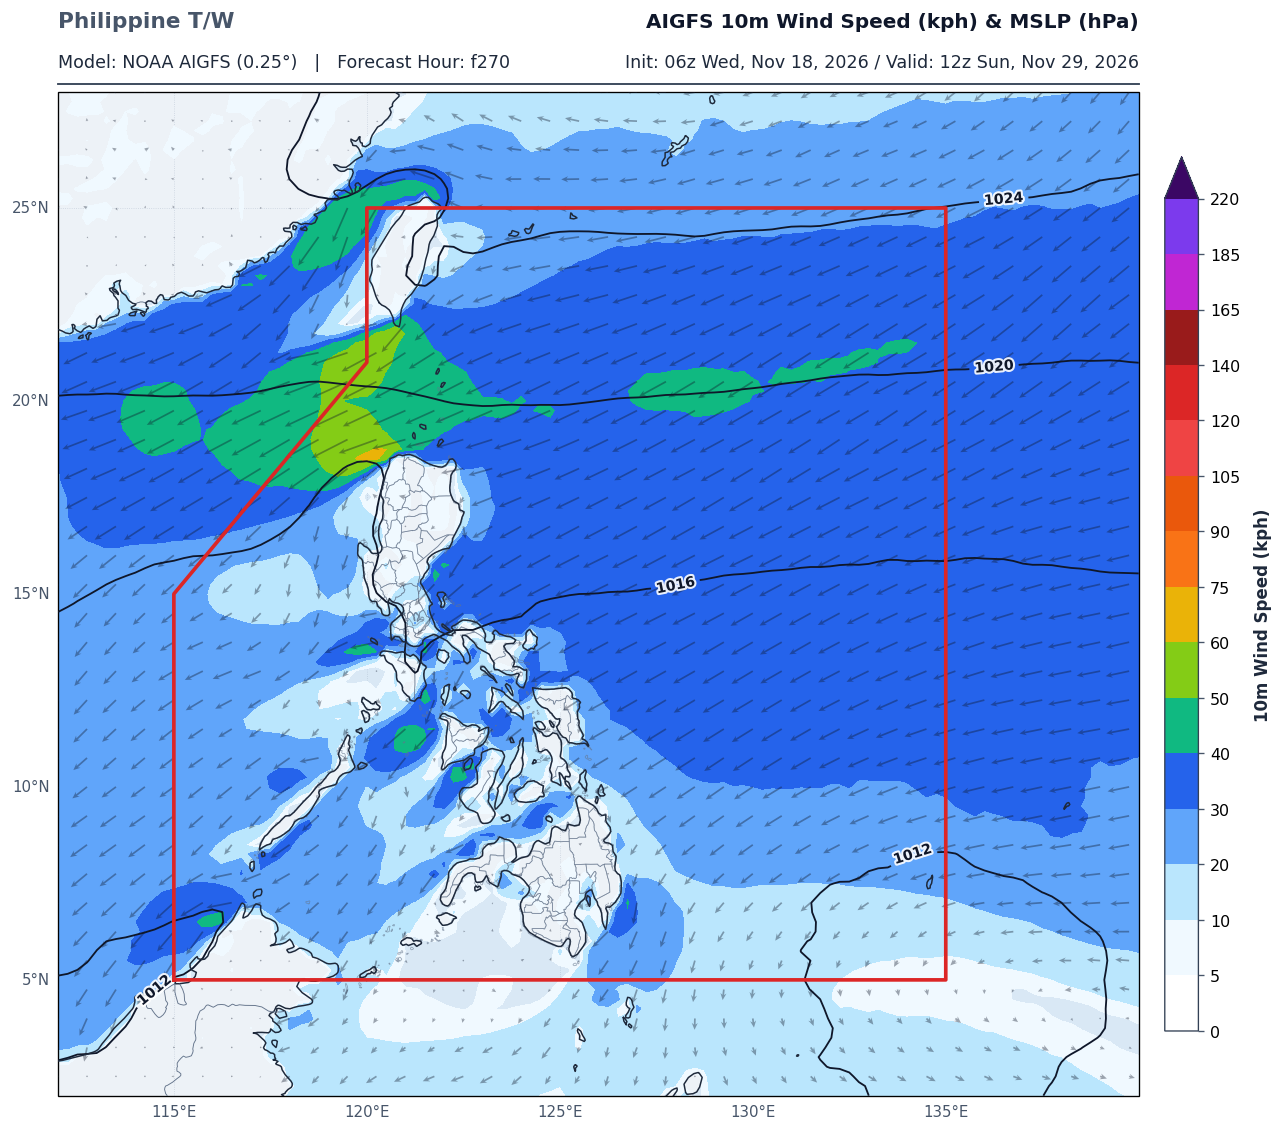 Philippine T/W
AIGFS 10m Wind Speed (kph) & MSLP (hPa)
Model: NOAA AIGFS (0.25°) | Forecast Hour: f270
Init: 06z Wed, Nov 18, 2026 / Valid: 12z Sun, Nov 29, 2026
25°N
20°N
15°N
10°N
5°N
115°E
120°E
125°E
130°E
135°E
1024
1020
1016
1012
1012
220
185
165
140
120
105
90
75
60
50
40
30
20
10
5
0
10m Wind Speed (kph)